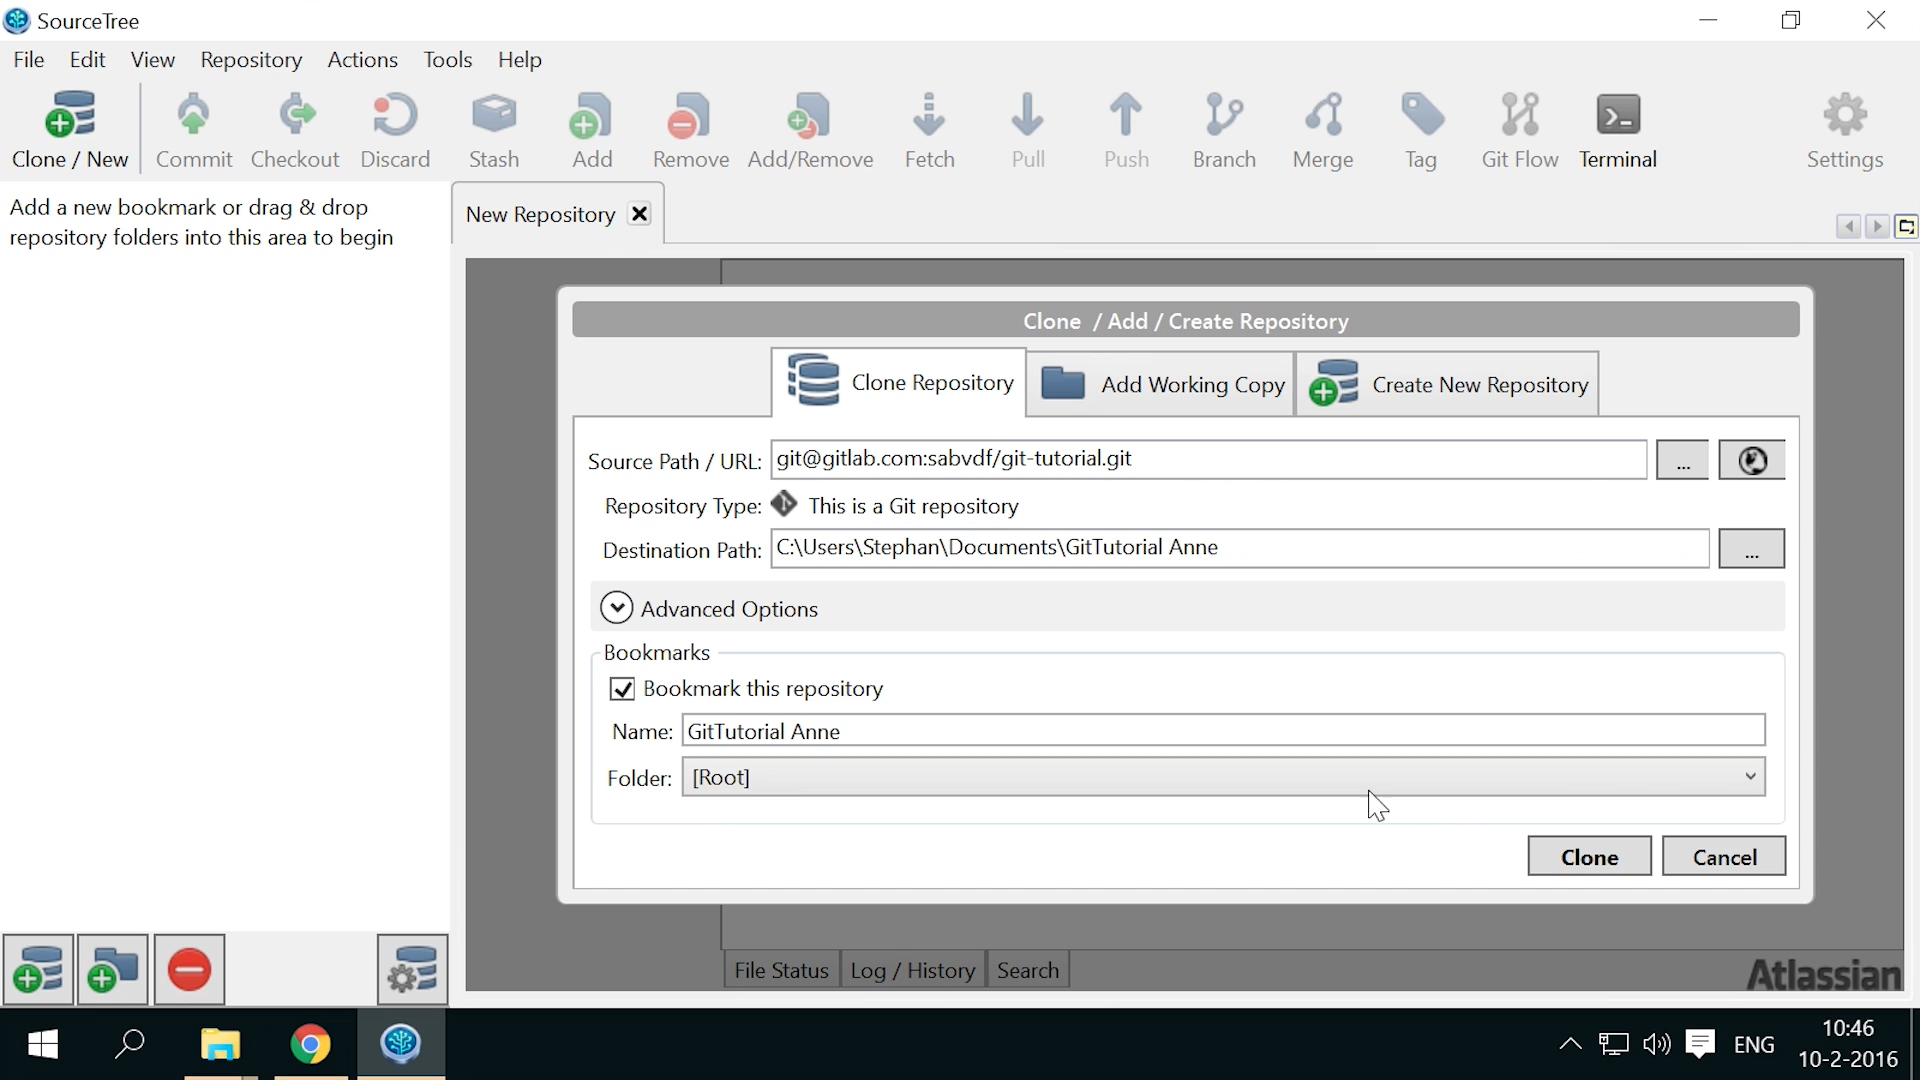 SourceTree
File Edit View Repository Actions Tools Help
Clone / New Commit Checkout Discard Stash Add Remove Add/Remove Fetch Pull Push Branch Merge Tag Git Flow Terminal Settings
Add a new bookmark or drag & drop
repository folders into this area to begin
New Repository
Clone / Add / Create Repository
Clone Repository Add Working Copy Create New Repository
Source Path / URL: git@gitlab.com:sabvdf/git-tutorial.git ...
Repository Type: This is a Git repository
Destination Path: C:\Users\Stephan\Documents\GitTutorial Anne ...
Advanced Options
Bookmarks
Bookmark this repository
Name: GitTutorial Anne
Folder: [Root]
Clone Cancel
File Status Log / History Search
Atlassian
ENG
10:46
10-2-2016